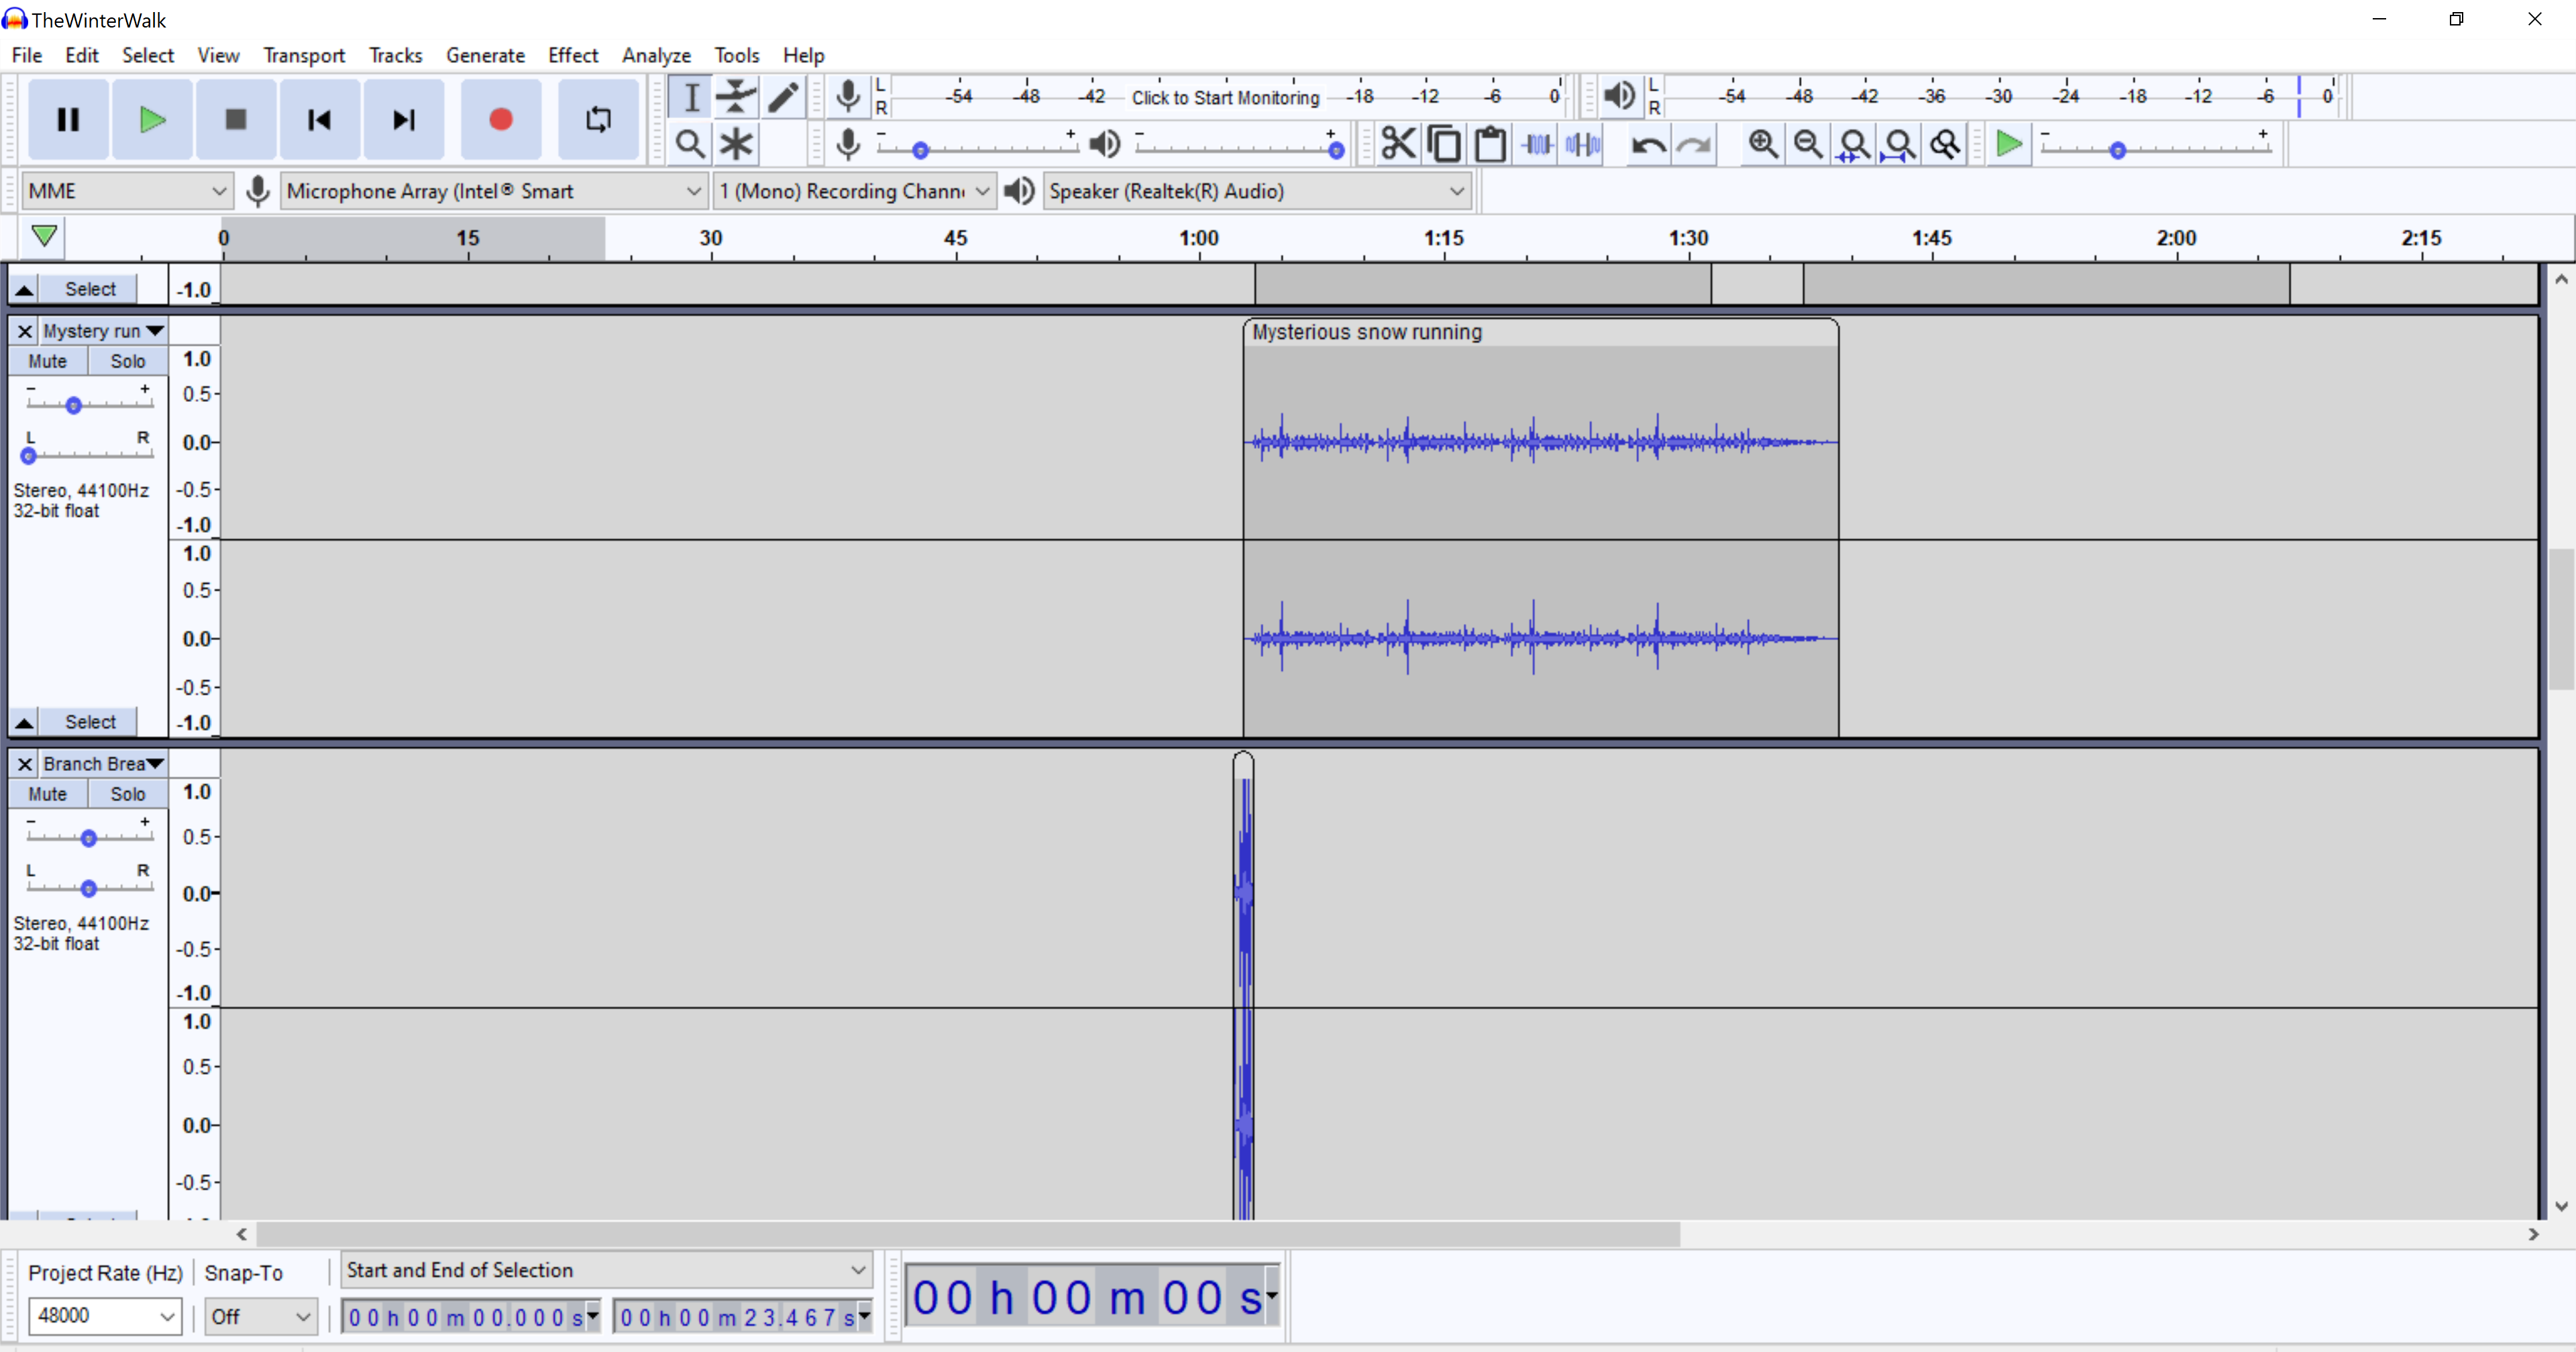 TheWinterWalk
File Edit Select View Transport Tracks Generate Effect Analyze Tools Help
L R -54 -48 -42 Click to Start Monitoring -18 -12 -6 0
L R -54 -48 -42 -36 -30 -24 -18 -12 -6 0
- + - + - +
MME Microphone Array (Intel® Smart 1 (Mono) Recording Chann Speaker (Realtek(R) Audio)
0 15 30 45 1:00 1:15 1:30 1:45 2:00 2:15
Select -1.0
Mystery run Mysterious snow running
Mute Solo 1.0
- + 0.5
L R 0.0
Stereo, 44100Hz -0.5
32-bit float
-1.0
1.0
0.5
0.0
-0.5
Select -1.0
Branch Brea
Mute Solo 1.0
- + 0.5
L R 0.0
Stereo, 44100Hz
32-bit float -0.5
-1.0
1.0
0.5
0.0
-0.5
Project Rate (Hz) Snap-To Start and End of Selection
48000 Off 00h00m00.000s 00h00m23.467s
00h00m00s